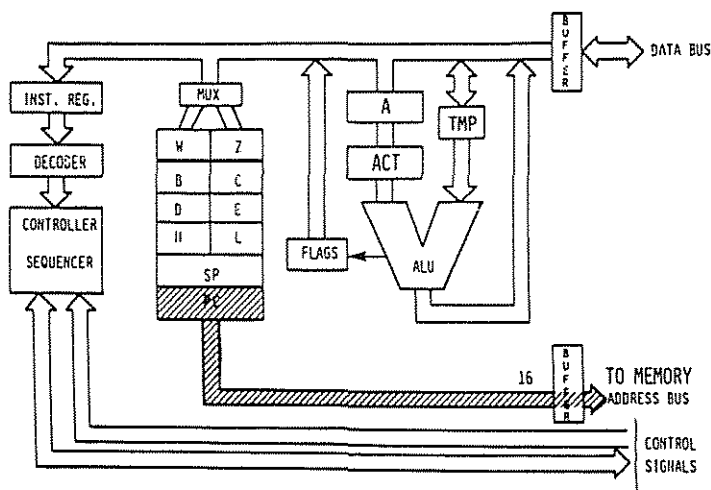 BUFFER
DATA BUS
INST. REG.
MUX
A
TMP
DECODER
W Z
ACT
B C
D E
H L
CONTROLLER
SEQUENCER
FLAGS
ALU
SP
PC
16
BUFFER
TO MEMORY
ADDRESS BUS
CONTROL
SIGNALS